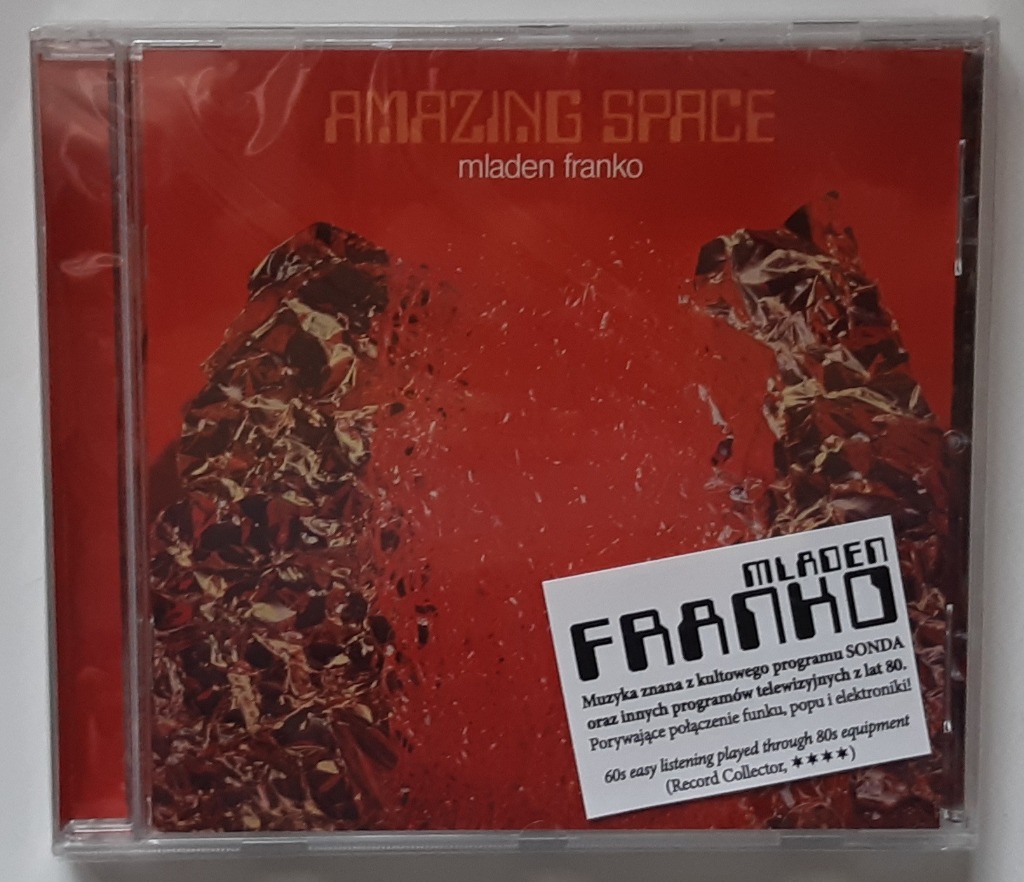 AMAZING SPACE
mladen franko
MLADEN
FRANKO
Muzyka znana z kultowego programu SONDA
oraz innych programów telewizyjnych z lat 80.
Porywające połączenie funku, popu i elektroniki!
60s easy listening played through 80s equipment
(Record Collector, ★★★★)